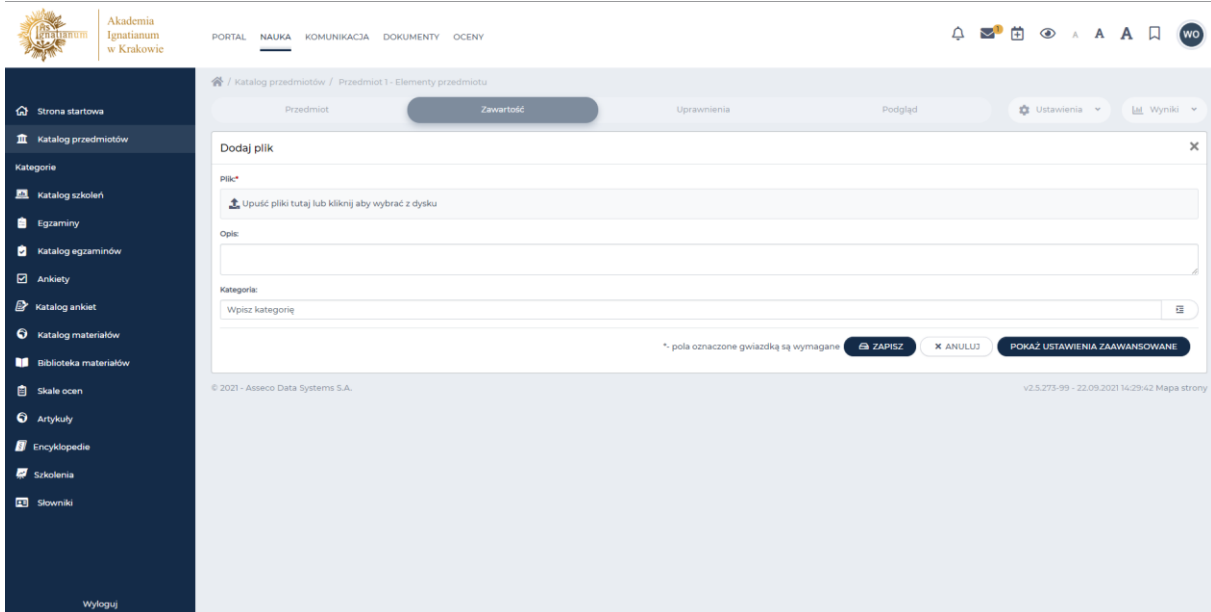 Ignatianum
Akademia
Ignatianum
w Krakowie
PORTAL NAUKA KOMUNIKACJA DOKUMENTY OCENY
1 A A A WO
/ Katalog przedmiotów / Przedmiot 1 - Elementy przedmiotu
Przedmiot Zawartość Uprawnienia Podgląd Ustawienia Wyniki
Strona startowa
Katalog przedmiotów
Kategorie
Katalog szkoleń
Egzaminy
Katalog egzaminów
Ankiety
Katalog ankiet
Katalog materiałów
Biblioteka materiałów
Skale ocen
Artykuły
Encyklopedie
Szkolenia
Słowniki
Wyloguj
Dodaj plik
Plik:*
Upuść pliki tutaj lub kliknij aby wybrać z dysku
Opis:
Kategoria:
Wpisz kategorię
*- pola oznaczone gwiazdką są wymagane ZAPISZ ANULUJ POKAŻ USTAWIENIA ZAAWANSOWANE
© 2021 - Asseco Data Systems S.A. v2.5.273-99 - 22.09.2021 14:29:42 Mapa strony